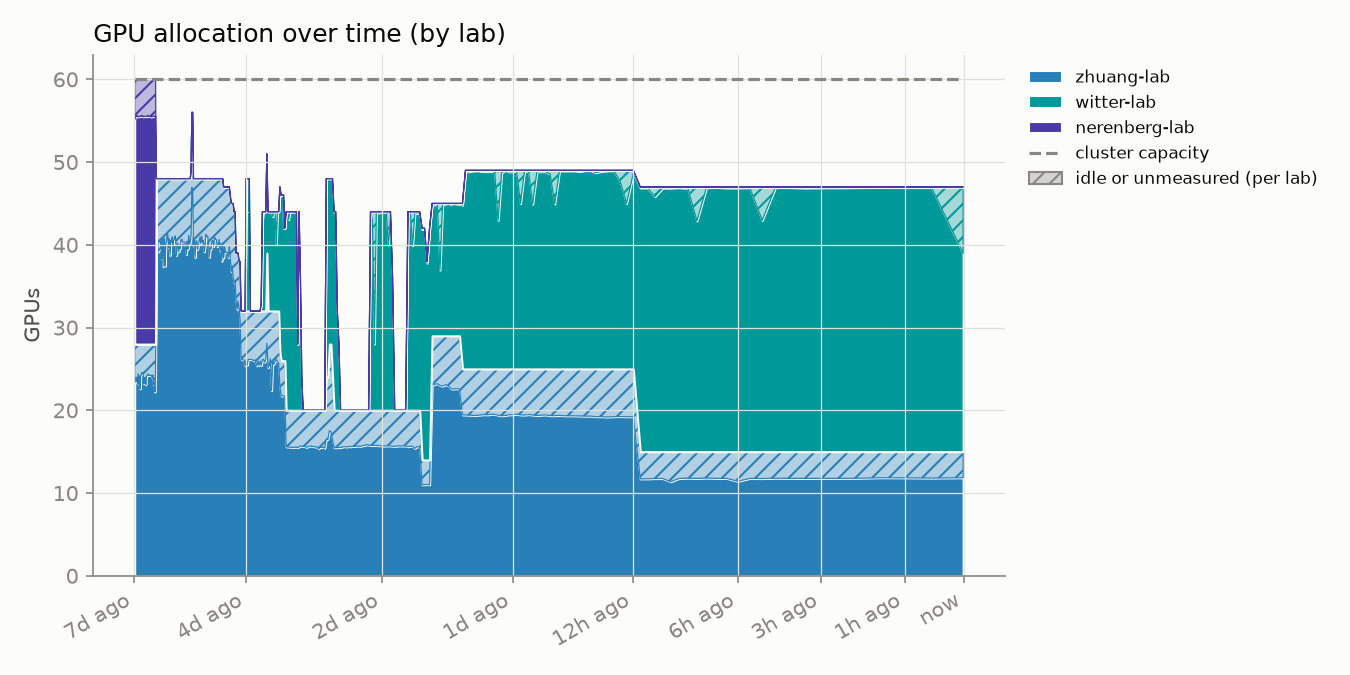 GPU allocation over time (by lab)
GPUs
60
50
40
30
20
10
0
7d ago
4d ago
2d ago
1d ago
12h ago
6h ago
3h ago
1h ago
now
zhuang-lab
witter-lab
nerenberg-lab
cluster capacity
idle or unmeasured (per lab)